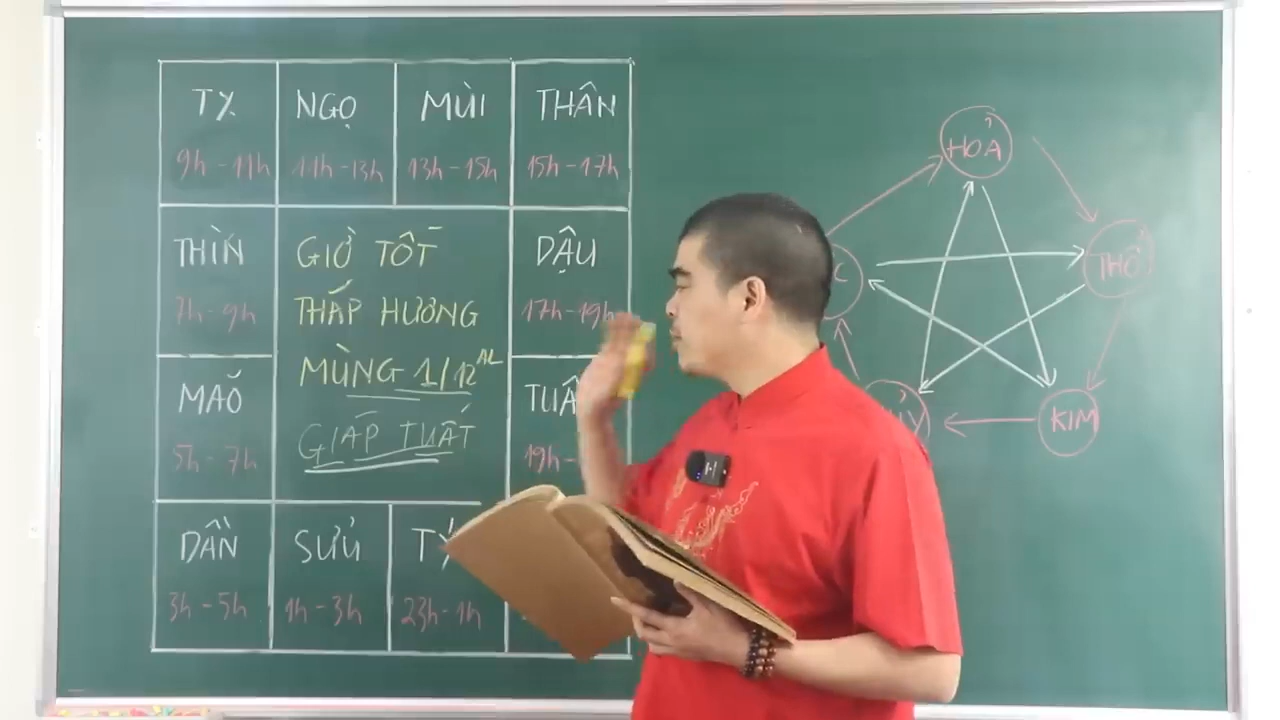 TỴ
9h - 11h
NGỌ
11h - 13h
MÙI
13h - 15h
THÂN
15h - 17h
THÌN
7h - 9h
GIỜ TỐT
THẮP HƯƠNG
MÙNG 1/12 AL
GIÁP TUẤT
DẬU
17h - 19h
MAÕ
5h - 7h
19h -
DẦN
3h - 5h
SỬU
1h - 3h
TÝ
23h - 1h
HOẢ
THỔ
KIM